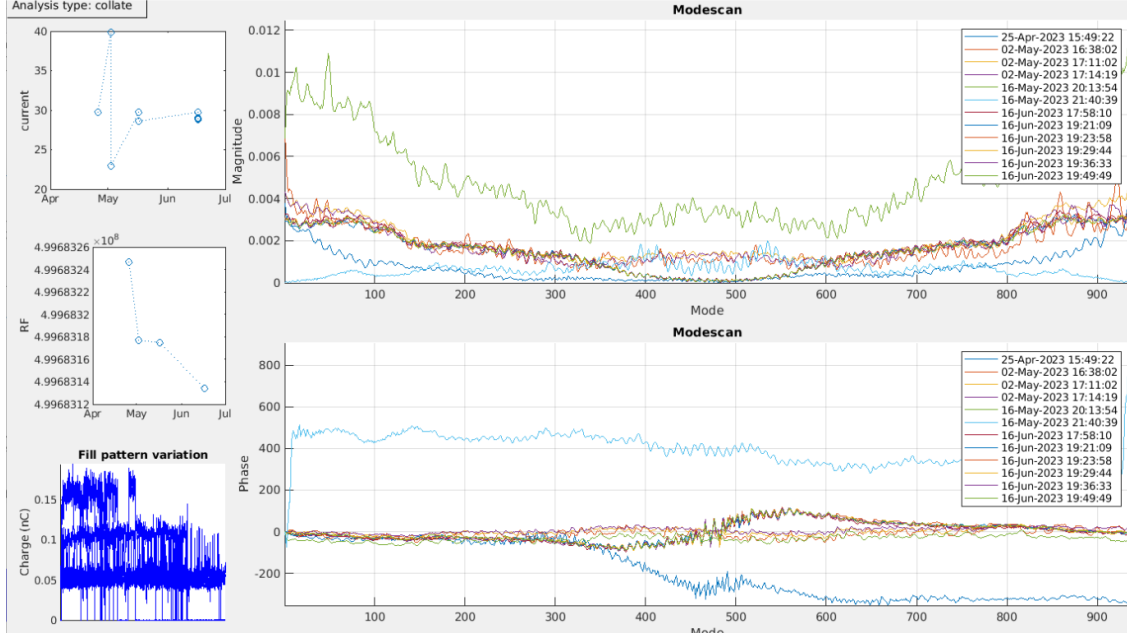 Analysis type: collate
40
35
30
25
20
current
Apr
May
Jun
Jul
×10^8
4.9968326
4.9968324
4.9968322
4.996832
4.9968318
4.9968316
4.9968314
4.9968312
RF
Apr
May
Jun
Jul
Fill pattern variation
0.15
0.1
0.05
0
Charge (nC)
Modescan
0.012
0.01
0.008
0.006
0.004
0.002
0
Magnitude
100
200
300
400
500
600
700
800
900
Mode
25-Apr-2023 15:49:22
02-May-2023 16:38:02
02-May-2023 17:11:02
02-May-2023 17:14:19
16-May-2023 20:13:54
16-May-2023 21:40:39
16-Jun-2023 17:58:10
16-Jun-2023 19:21:09
16-Jun-2023 19:23:58
16-Jun-2023 19:29:44
16-Jun-2023 19:36:33
16-Jun-2023 19:49:49
Modescan
800
600
400
200
0
-200
Phase
100
200
300
400
500
600
700
800
900
Mode
25-Apr-2023 15:49:22
02-May-2023 16:38:02
02-May-2023 17:11:02
02-May-2023 17:14:19
16-May-2023 20:13:54
16-May-2023 21:40:39
16-Jun-2023 17:58:10
16-Jun-2023 19:21:09
16-Jun-2023 19:23:58
16-Jun-2023 19:29:44
16-Jun-2023 19:36:33
16-Jun-2023 19:49:49